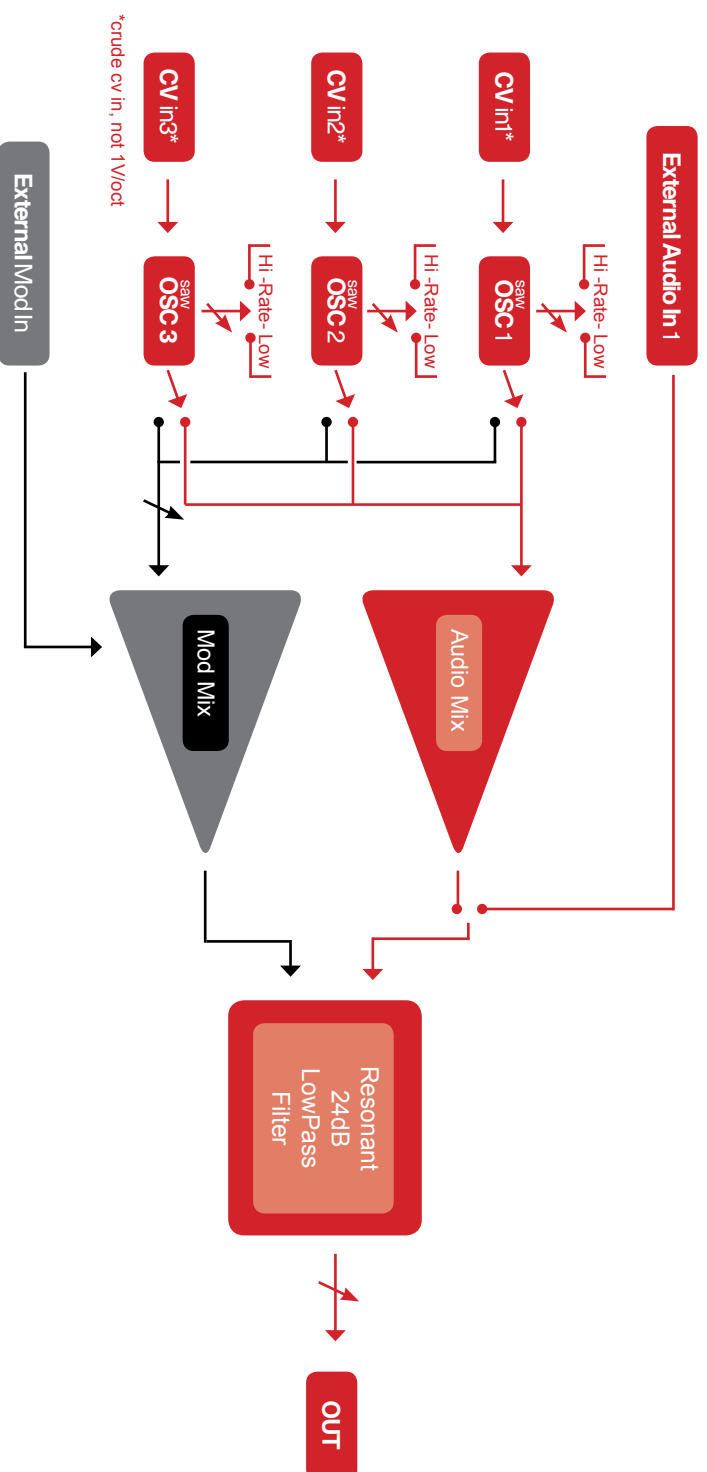 External Audio In 1
CV in1*
Hi -Rate- Low
saw
OSC 1
CV in2*
Hi -Rate- Low
saw
OSC 2
CV in3*
Hi -Rate- Low
saw
OSC 3
*crude cv in, not 1V/oct
External Mod In
Audio Mix
Mod Mix
Resonant
24dB
LowPass
Filter
OUT